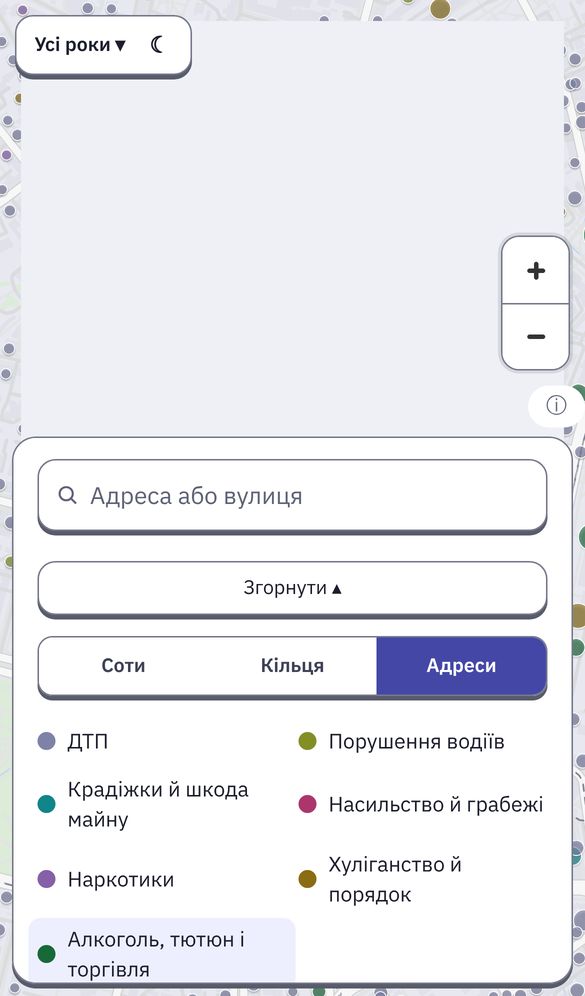 Усі роки ▾ ☾
+
−
ⓘ
Адреса або вулиця
Згорнути ▴
Соти Кільця Адреси
ДТП
Порушення водіїв
Крадіжки й шкода
майну
Насильство й грабежі
Наркотики
Хуліганство й
порядок
Алкоголь, тютюн і
торгівля